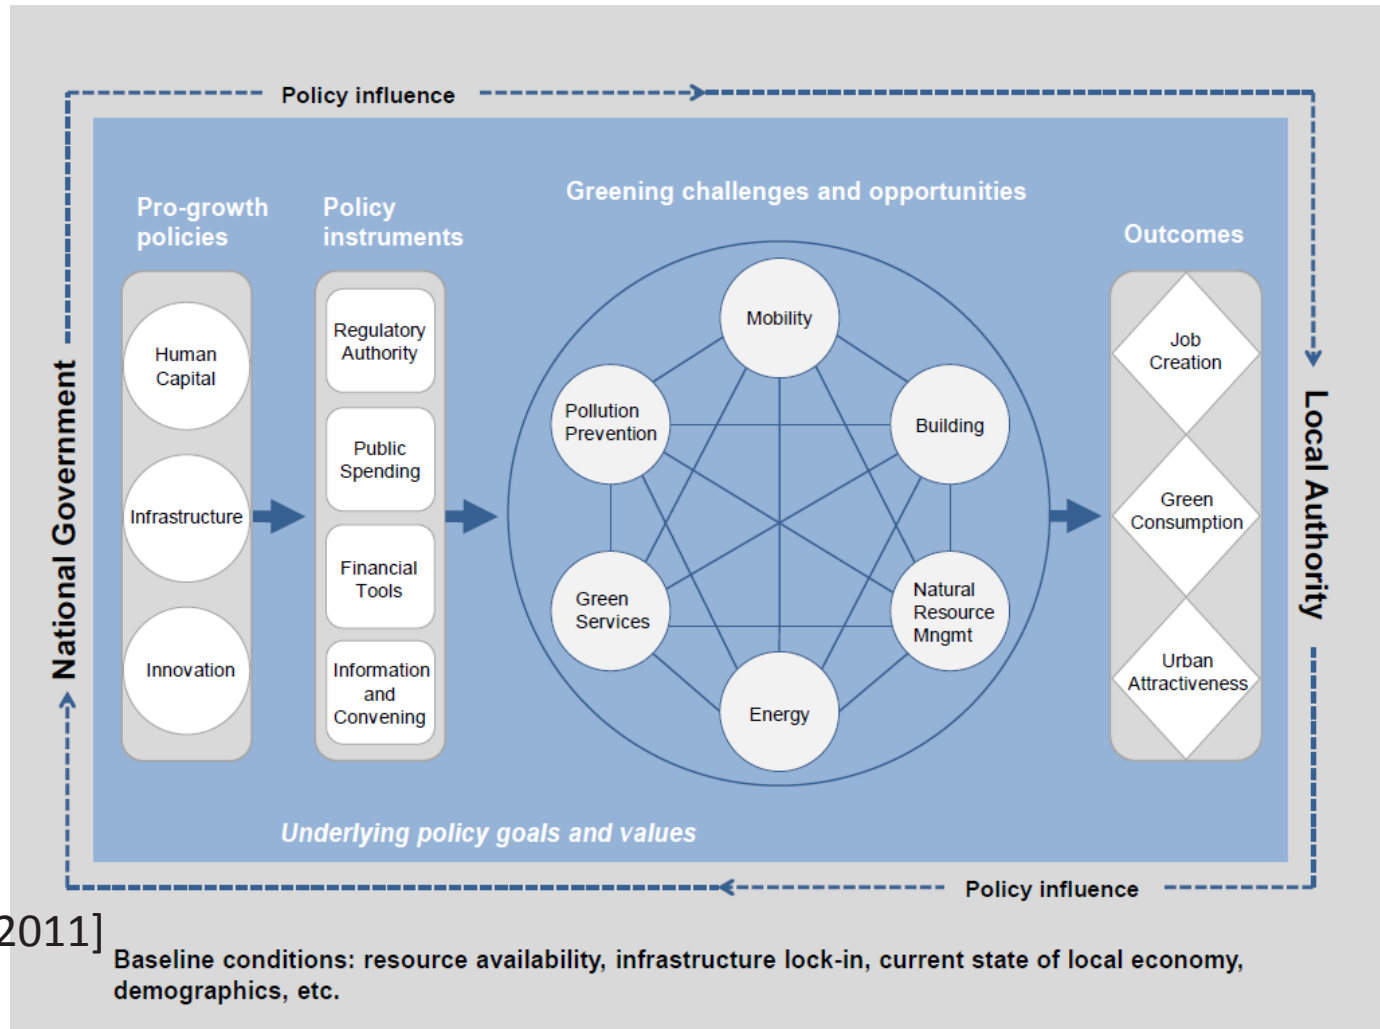 Policy influence
Greening challenges and opportunities
Pro-growth
policies
Policy
instruments
Outcomes
National Government
Local Authority
Human
Capital
Infrastructure
Innovation
Regulatory
Authority
Public
Spending
Financial
Tools
Information
and
Convening
Mobility
Pollution
Prevention
Building
Green
Services
Natural
Resource
Mngmt
Energy
Job
Creation
Green
Consumption
Urban
Attractiveness
Underlying policy goals and values
Policy influence
2011]
Baseline conditions: resource availability, infrastructure lock-in, current state of local economy,
demographics, etc.